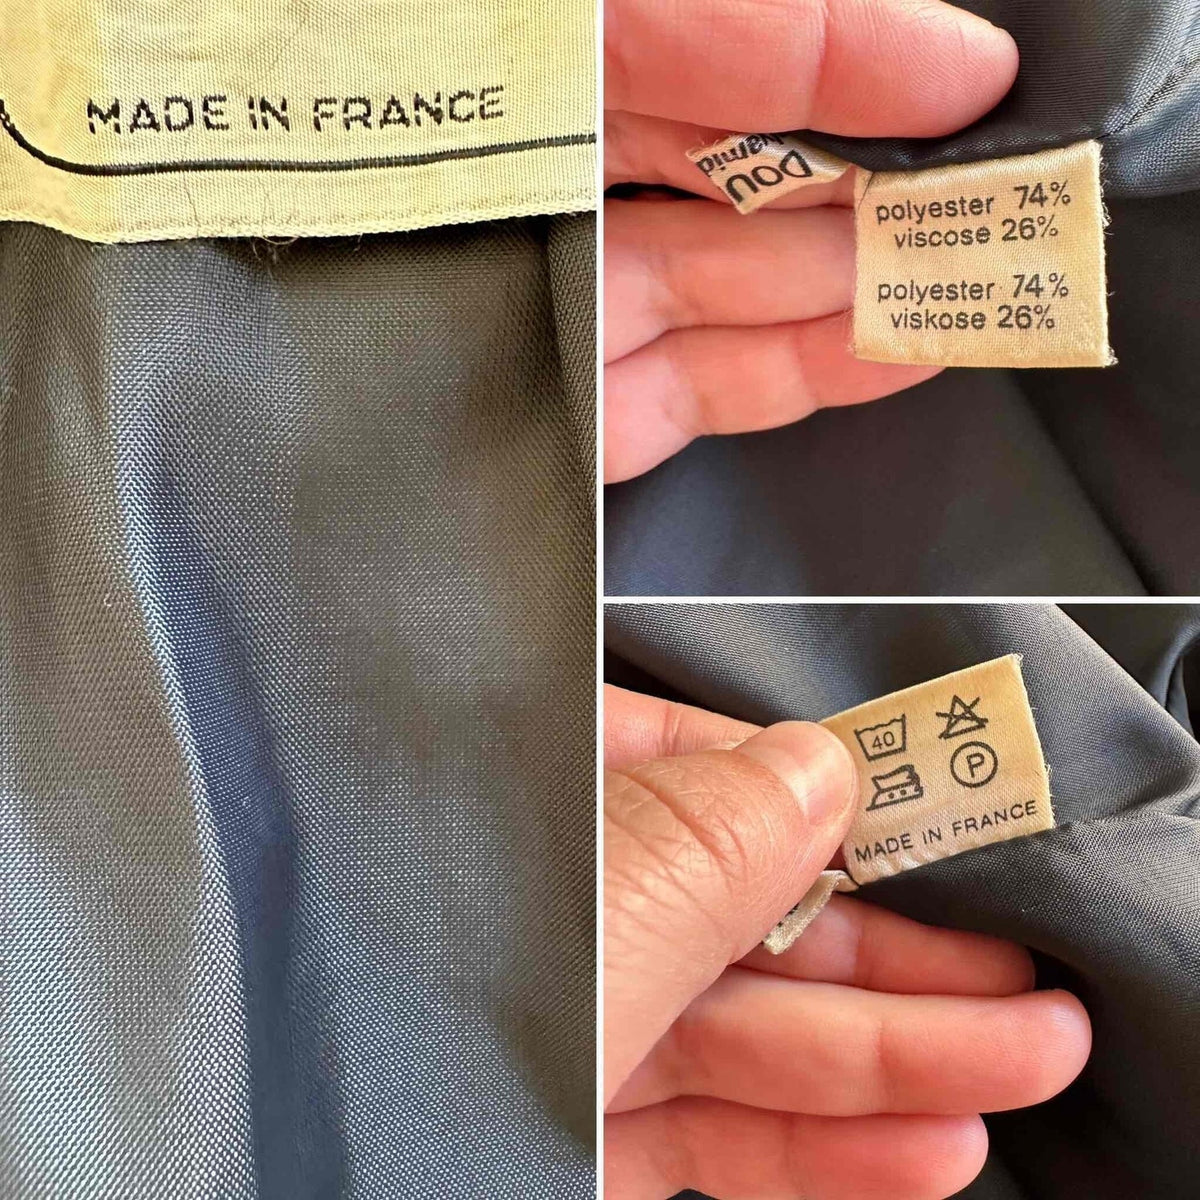 MADE IN FRANCE
DOU
polyester 74%
viscose 26%
polyester 74%
viskose 26%
40
P
MADE IN FRANCE